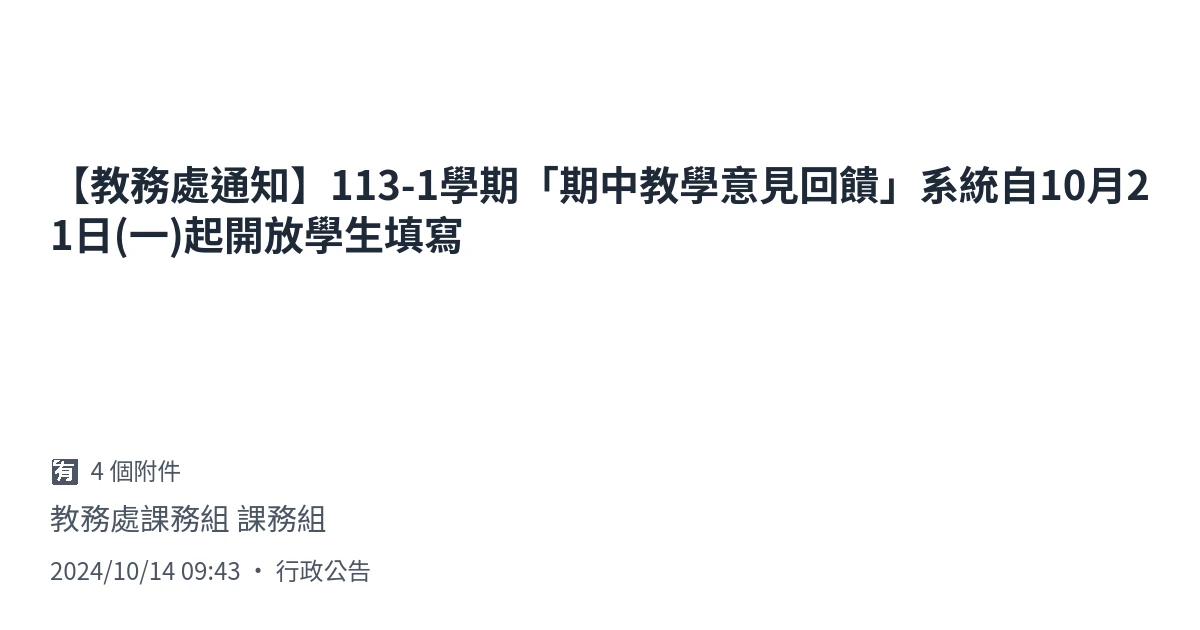 【教務處通知】113-1學期「期中教學意見回饋」系統自10月2
1日(一)起開放學生填寫
有 4 個附件
教務處課務組 課務組
2024/10/14 09:43 • 行政公告